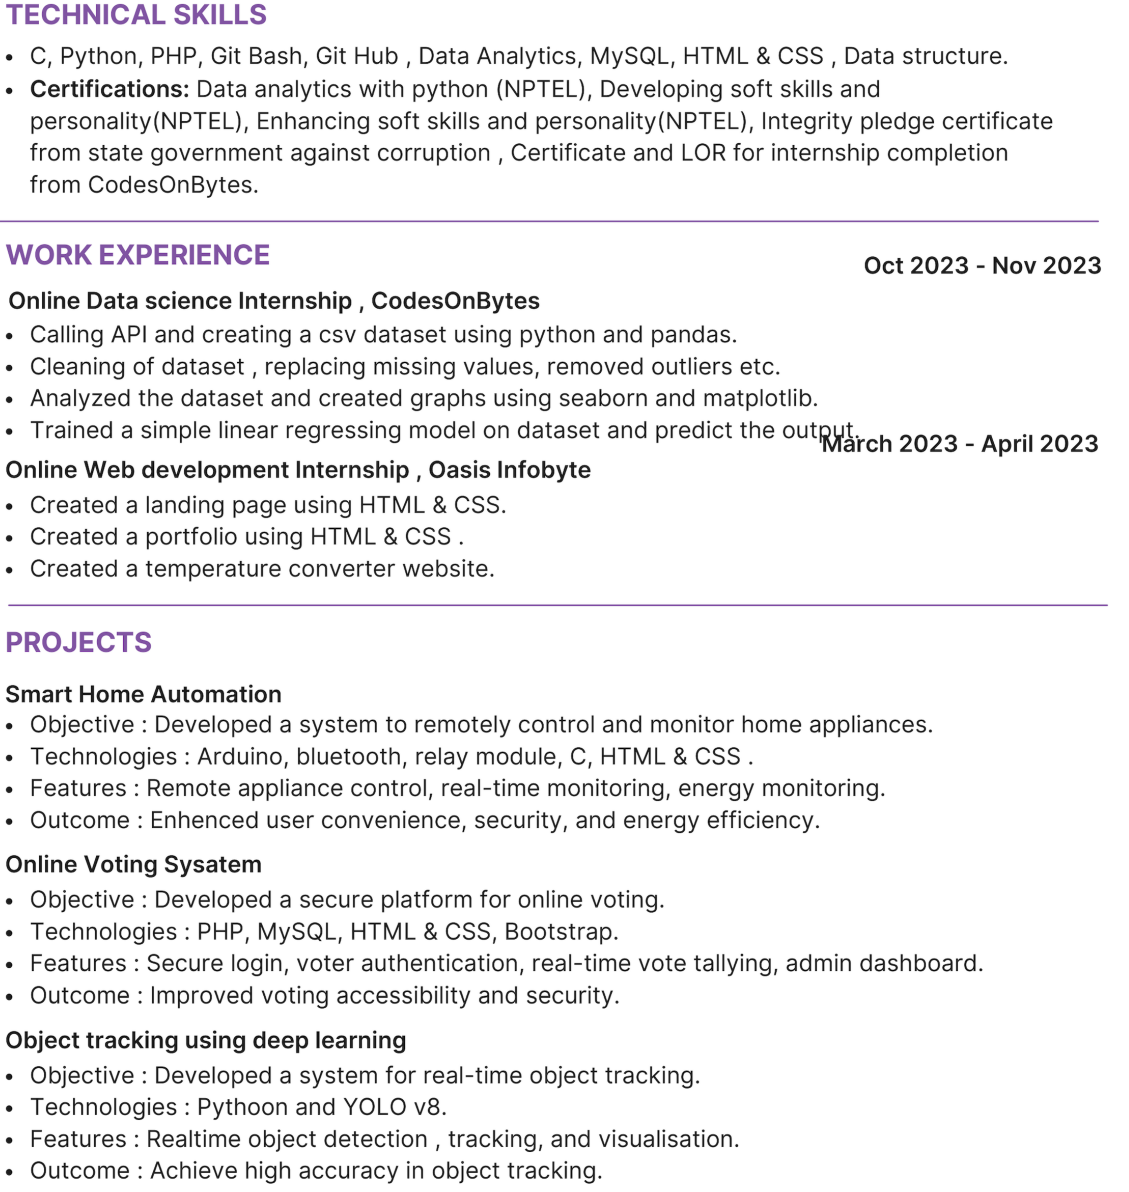 TECHNICAL SKILLS
• C, Python, PHP, Git Bash, Git Hub , Data Analytics, MySQL, HTML & CSS , Data structure.
• Certifications: Data analytics with python (NPTEL), Developing soft skills and
personality(NPTEL), Enhancing soft skills and personality(NPTEL), Integrity pledge certificate
from state government against corruption , Certificate and LOR for internship completion
from CodesOnBytes.
WORK EXPERIENCE
Oct 2023 - Nov 2023
Online Data science Internship , CodesOnBytes
• Calling API and creating a csv dataset using python and pandas.
• Cleaning of dataset , replacing missing values, removed outliers etc.
• Analyzed the dataset and created graphs using seaborn and matplotlib.
• Trained a simple linear regressing model on dataset and predict the output.
March 2023 - April 2023
Online Web development Internship , Oasis Infobyte
• Created a landing page using HTML & CSS.
• Created a portfolio using HTML & CSS .
• Created a temperature converter website.
PROJECTS
Smart Home Automation
• Objective : Developed a system to remotely control and monitor home appliances.
• Technologies : Arduino, bluetooth, relay module, C, HTML & CSS .
• Features : Remote appliance control, real-time monitoring, energy monitoring.
• Outcome : Enhenced user convenience, security, and energy efficiency.
Online Voting Sysatem
• Objective : Developed a secure platform for online voting.
• Technologies : PHP, MySQL, HTML & CSS, Bootstrap.
• Features : Secure login, voter authentication, real-time vote tallying, admin dashboard.
• Outcome : Improved voting accessibility and security.
Object tracking using deep learning
• Objective : Developed a system for real-time object tracking.
• Technologies : Pythoon and YOLO v8.
• Features : Realtime object detection , tracking, and visualisation.
• Outcome : Achieve high accuracy in object tracking.